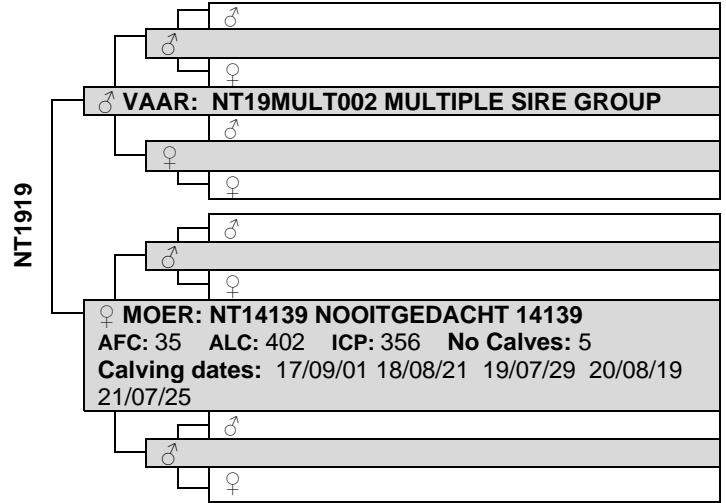 ♂
♂
♀
♂ VAAR: NT19MULT002 MULTIPLE SIRE GROUP
♂
♀
♀
NT1919
♂
♂
♀
♀ MOER: NT14139 NOOITGEDACHT 14139
AFC: 35 ALC: 402 ICP: 356 No Calves: 5
Calving dates: 17/09/01 18/08/21 19/07/29 20/08/19
21/07/25
♂
♂
♀